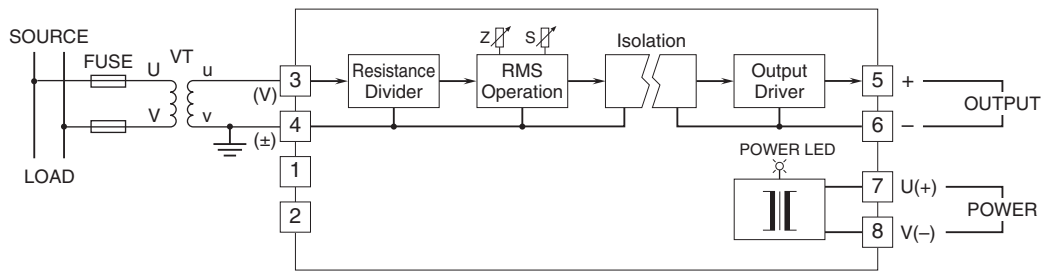 SOURCE
FUSE
VT
U
u
V
v
LOAD
3
(V)
4
(±)
1
2
Resistance
Divider
Z
S
RMS
Operation
Isolation
Output
Driver
5
+
OUTPUT
6
–
POWER LED
7
U(+)
POWER
8
V(–)